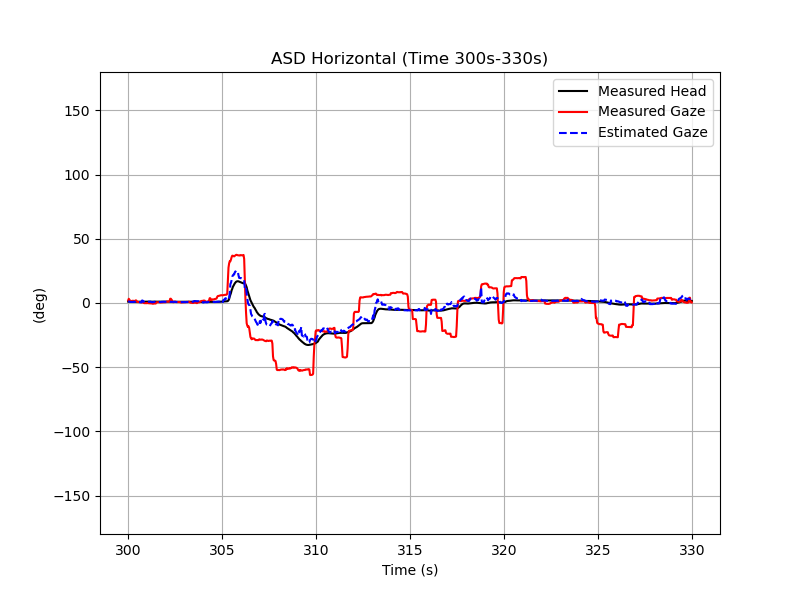 ASD Horizontal (Time 300s-330s)
Measured Head
Measured Gaze
Estimated Gaze
150
100
50
0
−50
−100
−150
(deg)
300 305 310 315 320 325 330
Time (s)